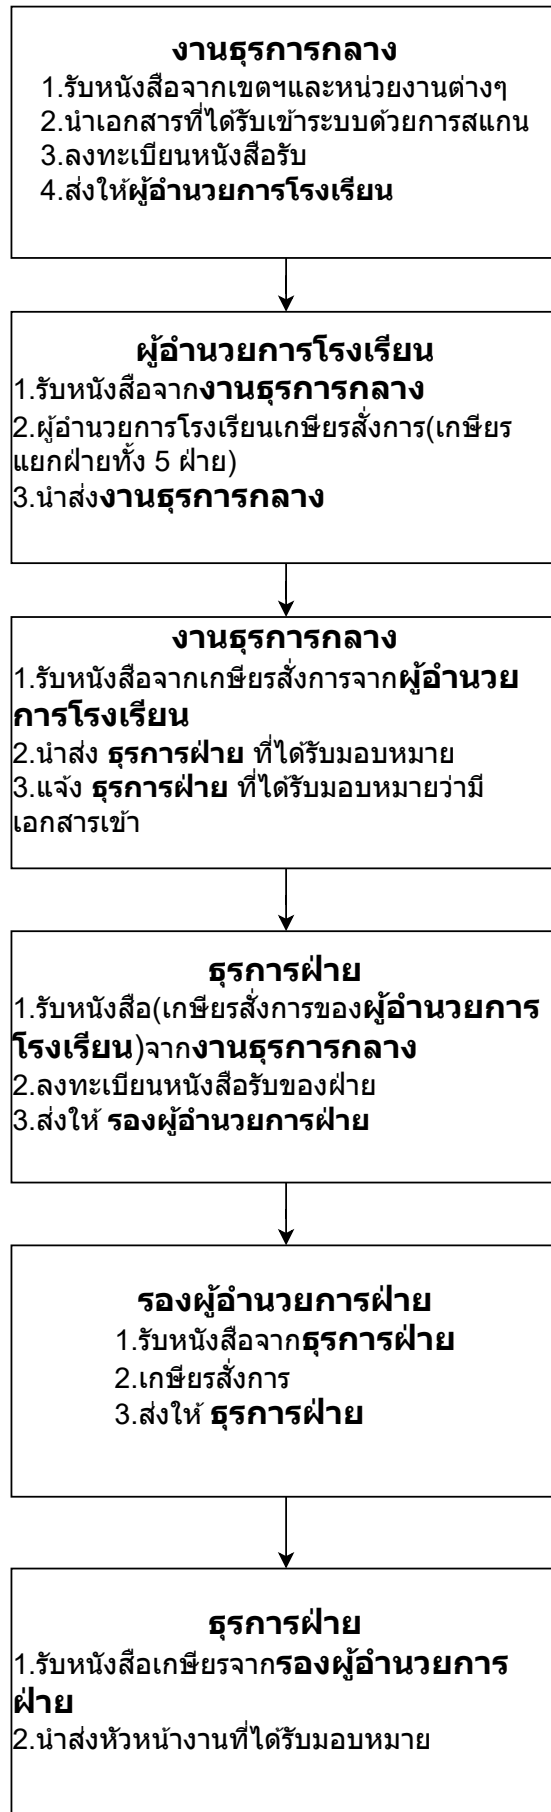 งานธุรการกลาง
1.รับหนังสือจากเขตฯและหน่วยงานต่างๆ
2.นำเอกสารที่ได้รับเข้าระบบด้วยการสแกน
3.ลงทะเบียนหนังสือรับ
4.ส่งให้ผู้อำนวยการโรงเรียน
ผู้อำนวยการโรงเรียน
1.รับหนังสือจากงานธุรการกลาง
2.ผู้อำนวยการโรงเรียนเกษียรสั่งการ(เกษียร
แยกฝ่ายทั้ง 5 ฝ่าย)
3.นำส่งงานธุรการกลาง
งานธุรการกลาง
1.รับหนังสือจากเกษียรสั่งการจากผู้อำนวย
การโรงเรียน
2.นำส่ง ธุรการฝ่าย ที่ได้รับมอบหมาย
3.แจ้ง ธุรการฝ่าย ที่ได้รับมอบหมายว่ามี
เอกสารเข้า
ธุรการฝ่าย
1.รับหนังสือ(เกษียรสั่งการของผู้อำนวยการ
โรงเรียน)จากงานธุรการกลาง
2.ลงทะเบียนหนังสือรับของฝ่าย
3.ส่งให้ รองผู้อำนวยการฝ่าย
รองผู้อำนวยการฝ่าย
1.รับหนังสือจากธุรการฝ่าย
2.เกษียรสั่งการ
3.ส่งให้ ธุรการฝ่าย
ธุรการฝ่าย
1.รับหนังสือเกษียรจากรองผู้อำนวยการ
ฝ่าย
2.นำส่งหัวหน้างานที่ได้รับมอบหมาย